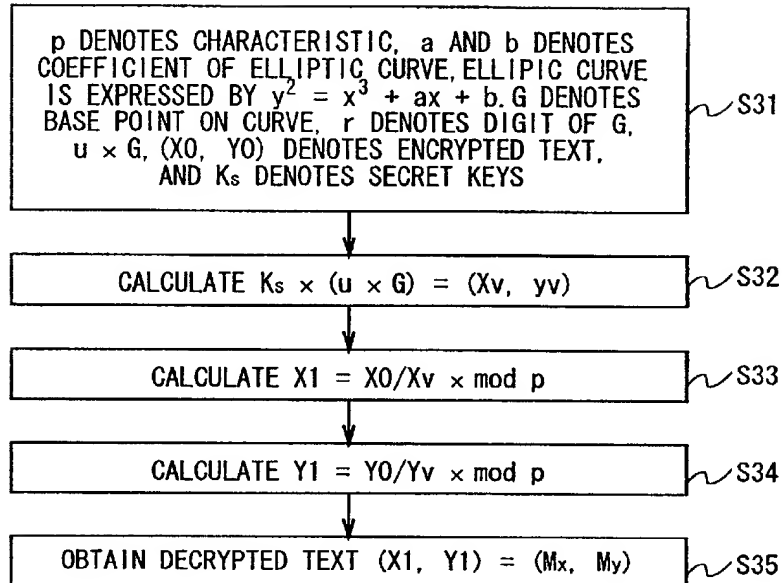 p DENOTES CHARACTERISTIC, a AND b DENOTES
COEFFICIENT OF ELLIPTIC CURVE, ELLIPIC CURVE
IS EXPRESSED BY y² = x³ + ax + b. G DENOTES
BASE POINT ON CURVE, r DENOTES DIGIT OF G,
u × G, (X0, Y0) DENOTES ENCRYPTED TEXT,
AND Ks DENOTES SECRET KEYS
S31
CALCULATE Ks × (u × G) = (Xv, yv)
S32
CALCULATE X1 = X0/Xv × mod p
S33
CALCULATE Y1 = Y0/Yv × mod p
S34
OBTAIN DECRYPTED TEXT (X1, Y1) = (Mx, My)
S35